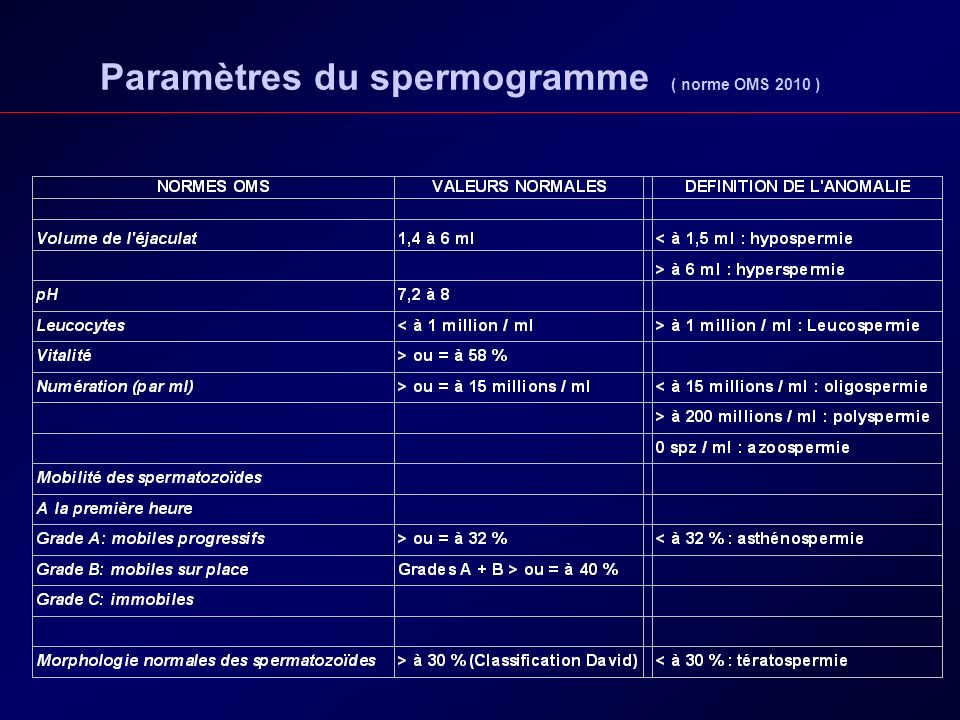 Paramètres du spermogramme ( norme OMS 2010 )
NORMES OMS VALEURS NORMALES DEFINITION DE L'ANOMALIE
Volume de l'éjaculat 1,4 à 6 ml < à 1,5 ml : hypospermie
> à 6 ml : hyperspermie
pH 7,2 à 8
Leucocytes < à 1 million / ml > à 1 million / ml : Leucospermie
Vitalité > ou = à 58 %
Numération (par ml) > ou = à 15 millions / ml < à 15 millions / ml : oligospermie
> à 200 millions / ml : polyspermie
0 spz / ml : azoospermie
Mobilité des spermatozoïdes
A la première heure
Grade A: mobiles progressifs > ou = à 32 % < à 32 % : asthénospermie
Grade B: mobiles sur place Grades A + B > ou = à 40 %
Grade C: immobiles
Morphologie normales des spermatozoïdes > à 30 % (Classification David) < à 30 % : tératospermie